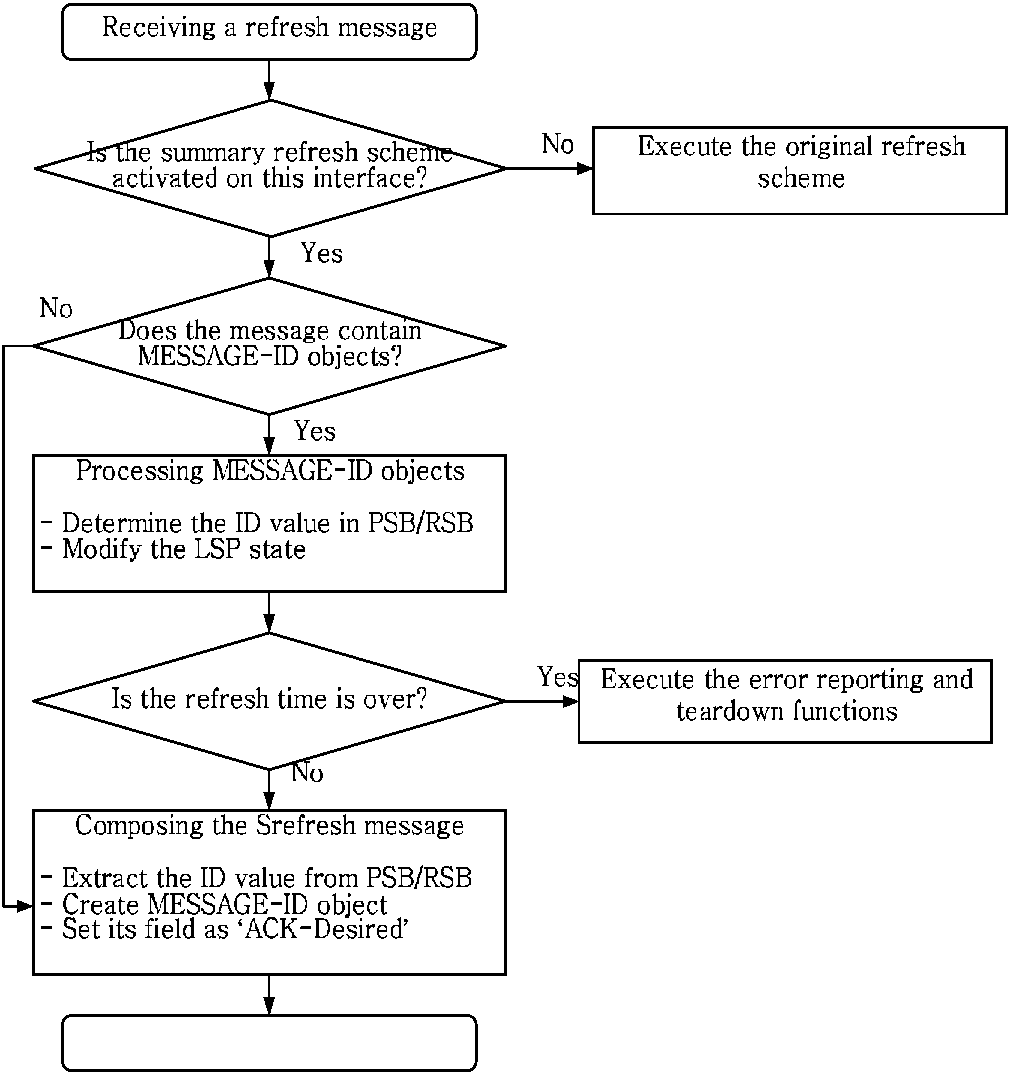 Receiving a refresh message
Is the summary refresh scheme
activated on this interface?
No
Execute the original refresh
scheme
Yes
No
Does the message contain
MESSAGE-ID objects?
Yes
Processing MESSAGE-ID objects
- Determine the ID value in PSB/RSB
- Modify the LSP state
Is the refresh time is over?
Yes
Execute the error reporting and
teardown functions
No
Composing the Srefresh message
- Extract the ID value from PSB/RSB
- Create MESSAGE-ID object
- Set its field as ‘ACK-Desired’